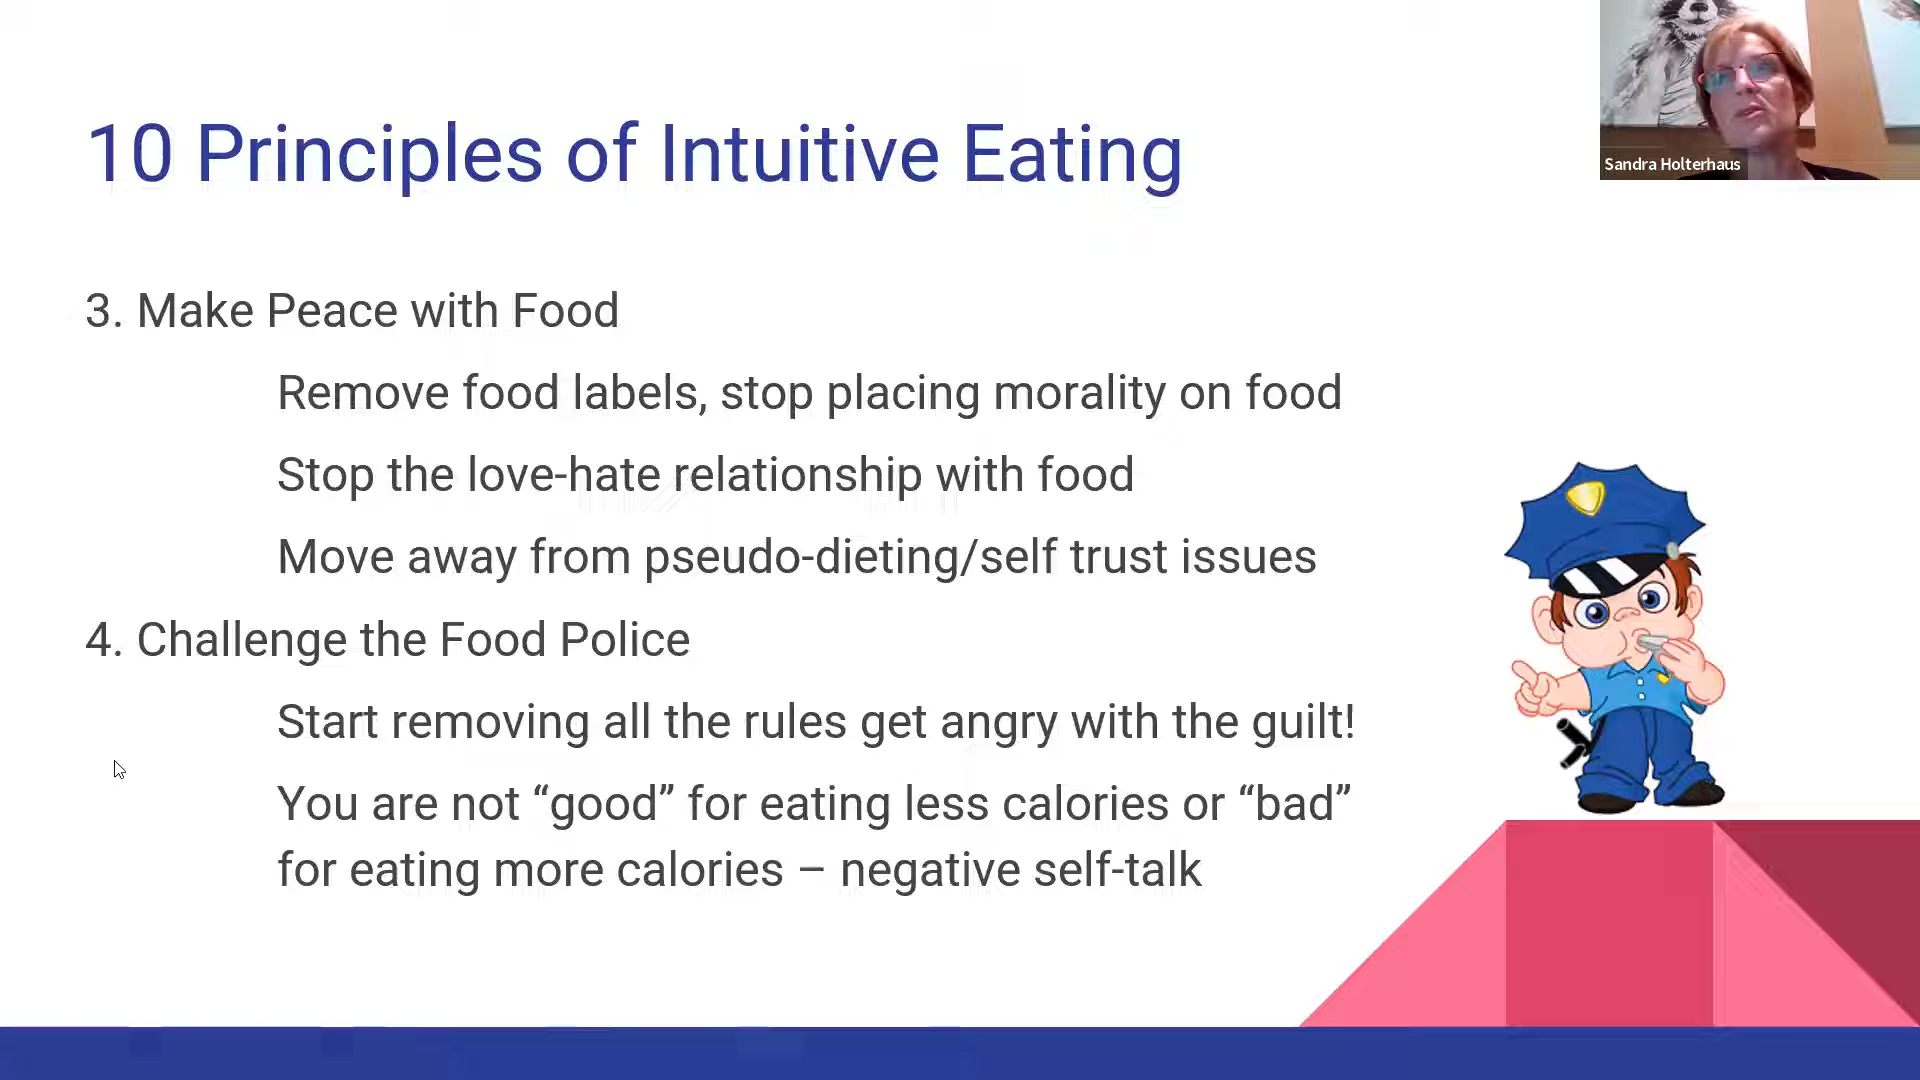 Sandra Holterhaus
10 Principles of Intuitive Eating
3. Make Peace with Food
Remove food labels, stop placing morality on food
Stop the love-hate relationship with food
Move away from pseudo-dieting/self trust issues
4. Challenge the Food Police
Start removing all the rules get angry with the guilt!
You are not “good” for eating less calories or “bad”
for eating more calories – negative self-talk